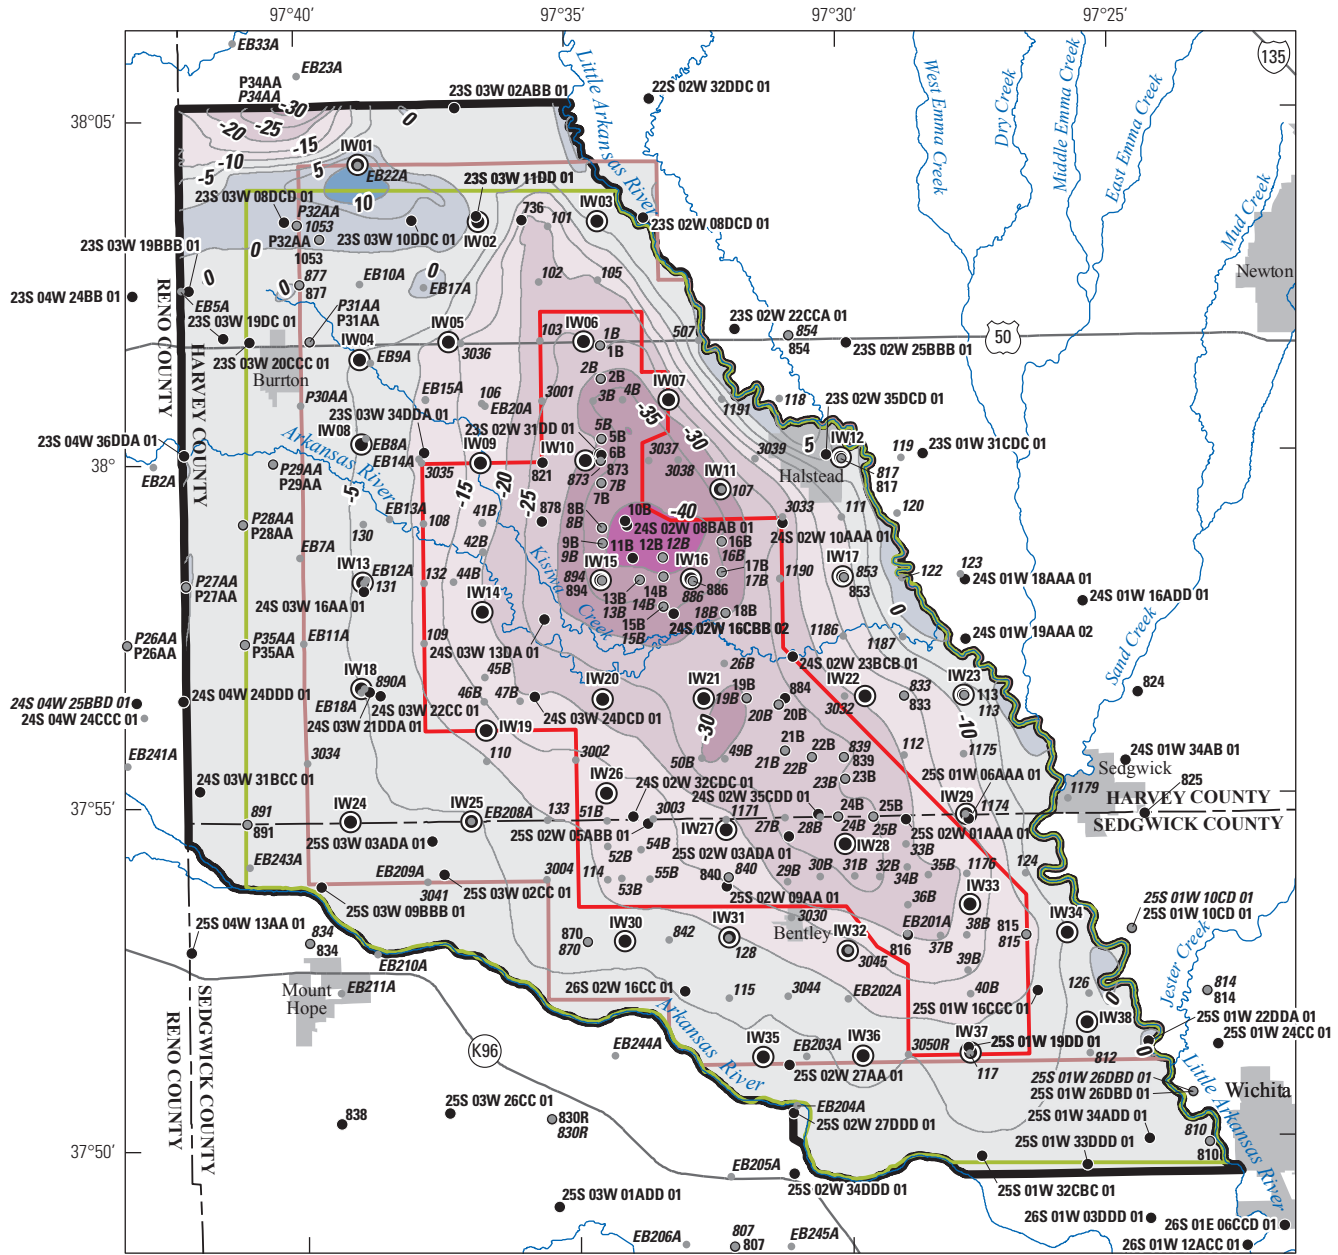 97°40′
97°35′
97°30′
97°25′
EB33A
EB23A
135
P34AA
P34AA
23S 03W 02ABB 01
22S 02W 32DDC 01
Little Arkansas River
West Emma Creek
Dry Creek
Middle Emma Creek
East Emma Creek
Mud Creek
38°05′
-30
-25
-20
-15
-10
-5
0
5
10
IW01
EB22A
23S 03W 08DCD 01
23S 03W 11DD 01
IW03
736
101
23S 02W 08DCD 01
P32AA
1053
P32AA
1053
23S 03W 10DDC 01
IW02
23S 03W 19BBB 01
0
0
0
0
877
877
EB10A
EB17A
102
105
Newton
23S 04W 24BB 01
EB5A
RENO COUNTY
HARVEY COUNTY
23S 03W 19DC 01
P31AA
P31AA
IW04
IW05
103
IW06
1B
1B
507
23S 02W 22CCA 01
854
854
50
23S 02W 25BBB 01
23S 03W 20CCC 01
EB9A
3036
Burrton
2B
2B
IW07
EB15A
106
EB20A
3001
3B
4B
-35
-30
1191
118
P30AA
23S 03W 34DDA 01
IW08
23S 02W 31DD 01
5B
5B
23S 02W 35DCD 01
5
IW12
119
23S 01W 31CDC 01
23S 04W 36DDA 01
38°
Arkansas River
EB8A
EB14A
IW09
IW10
6B
3037
3039
EB2A
P29AA
P29AA
3035
821
873
873
3038
Halstead
817
817
-5
-15
-20
7B
7B
IW11
107
-25
EB13A
108
41B
878
8B
8B
10B
-40
3033
111
120
P28AA
P28AA
130
24S 02W 08BAB 01
24S 02W 10AAA 01
EB7A
42B
9B
9B
11B
12B
12B
16B
16B
IW13
EB12A
132
44B
Kisiwa Creek
IW15
IW16
17B
17B
1190
IW17
853
853
122
123
24S 01W 18AAA 01
P27AA
P27AA
131
24S 03W 16AA 01
IW14
894
894
13B
13B
14B
14B
886
886
0
24S 01W 16ADD 01
15B
15B
18B
18B
24S 02W 16CBB 02
1186
1187
24S 01W 19AAA 02
P26AA
P26AA
P35AA
P35AA
EB11A
109
24S 03W 13DA 01
24S 02W 23BCB 01
26B
Sand Creek
45B
IW18
890A
EB18A
24S 03W 22CC 01
24S 03W 21DDA 01
46B
47B
IW20
IW21
19B
19B
884
20B
20B
IW22
3032
833
833
IW23
113
113
824
24S 04W 25BBD 01
24S 04W 24CCC 01
24S 04W 24DDD 01
24S 03W 24DCD 01
-30
-10
IW19
EB241A
3034
110
3002
50B
49B
21B
21B
22B
22B
839
839
112
1175
24S 01W 34AB 01
Sedgwick
24S 03W 31BCC 01
IW26
24S 02W 32CDC 01
24S 02W 35CDD 01
23B
23B
25S 01W 06AAA 01
1179
825
37°55′
891
891
IW24
IW25
EB208A
133
51B
3003
1171
27B
28B
24B
24B
25B
25B
IW29
1174
HARVEY COUNTY
SEDGWICK COUNTY
25S 02W 05ABB 01
IW27
25S 02W 01AAA 01
25S 03W 03ADA 01
52B
54B
25S 02W 03ADA 01
IW28
33B
EB243A
EB209A
3041
25S 03W 02CC 01
3004
114
53B
55B
840
840
29B
30B
31B
32B
34B
35B
1176
124
25S 03W 09BBB 01
25S 02W 09AA 01
36B
IW33
25S 04W 13AA 01
834
834
870
870
IW30
842
IW31
128
3030
Bentley
IW32
3045
EB201A
816
37B
38B
815
815
IW34
25S 01W 10CD 01
25S 01W 10CD 01
EB210A
39B
Mount Hope
EB211A
26S 02W 16CC 01
115
3044
EB202A
40B
126
0
Jester Creek
814
814
SEDGWICK COUNTY
RENO COUNTY
25S 01W 16CCC 01
IW38
25S 01W 22DDA 01
25S 01W 24CC 01
K96
EB244A
Arkansas River
IW35
EB203A
IW36
3050R
IW37
25S 01W 19DD 01
117
812
0
25S 02W 27AA 01
25S 01W 26DBD 01
25S 01W 26DBD 01
Little Arkansas River
Wichita
838
25S 03W 26CC 01
830R
830R
EB204A
25S 02W 27DDD 01
25S 01W 34ADD 01
25S 01W 33DDD 01
810
810
37°50′
EB205A
25S 02W 34DDD 01
25S 01W 32CBC 01
25S 03W 01ADD 01
EB206A
807
807
EB245A
26S 01W 03DDD 01
26S 01E 06CCD 01
26S 01W 12ACC 01